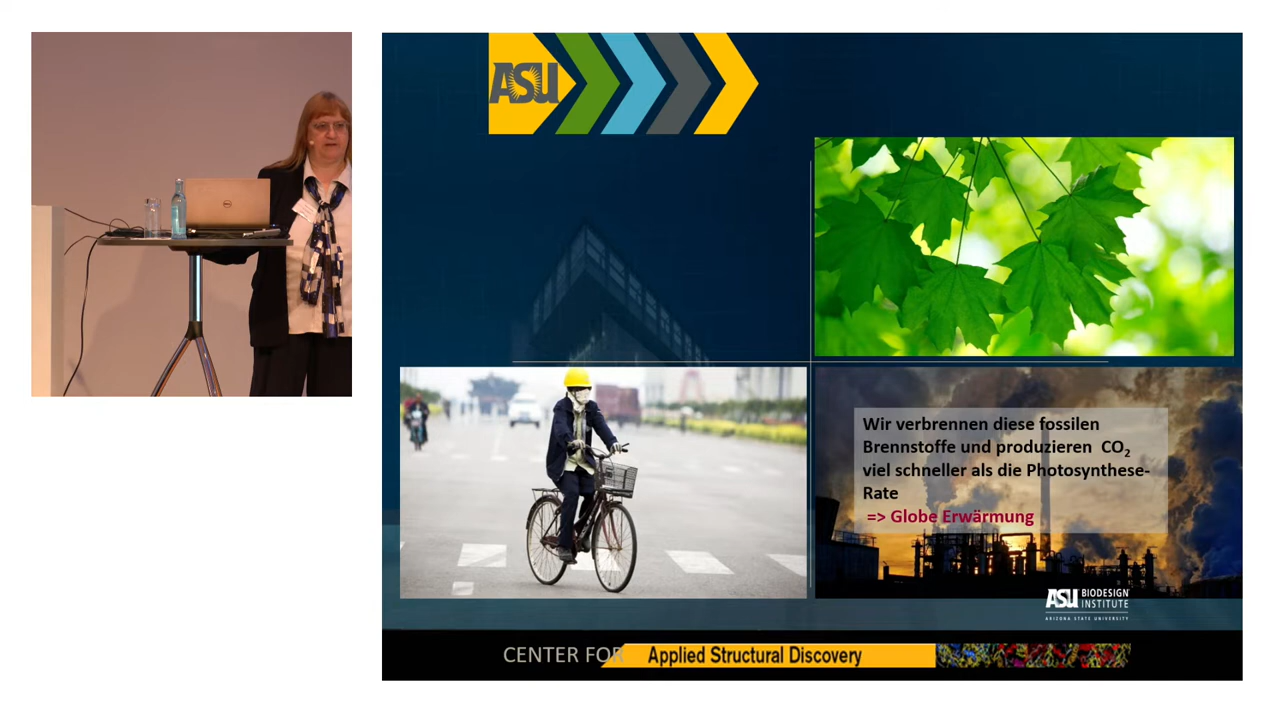 ASU
Wir verbrennen diese fossilen
Brennstoffe und produzieren CO₂
viel schneller als die Photosynthese-
Rate
=> Globe Erwärmung
ASU BIODESIGN
INSTITUTE
ARIZONA STATE UNIVERSITY
CENTER FOR Applied Structural Discovery